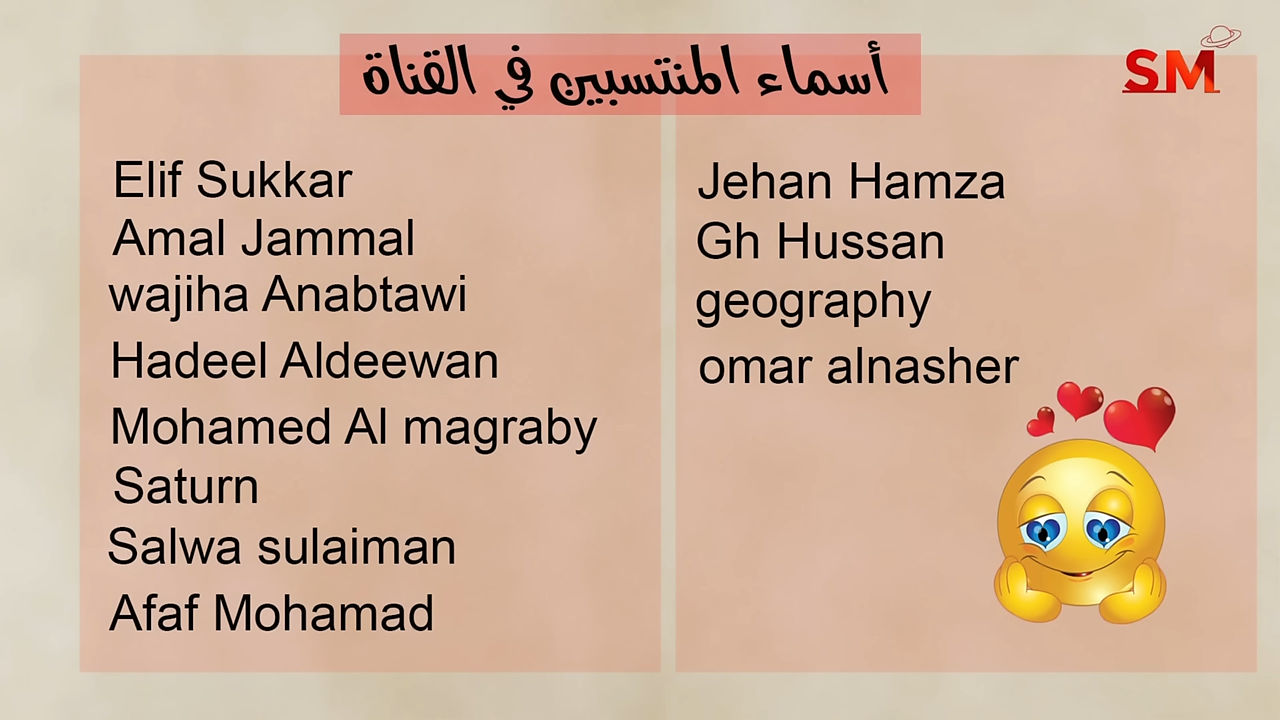 أسماء المنتسبين في القناة
SM
Elif Sukkar
Amal Jammal
wajiha Anabtawi
Hadeel Aldeewan
Mohamed Al magraby
Saturn
Salwa sulaiman
Afaf Mohamad
Jehan Hamza
Gh Hussan
geography
omar alnasher